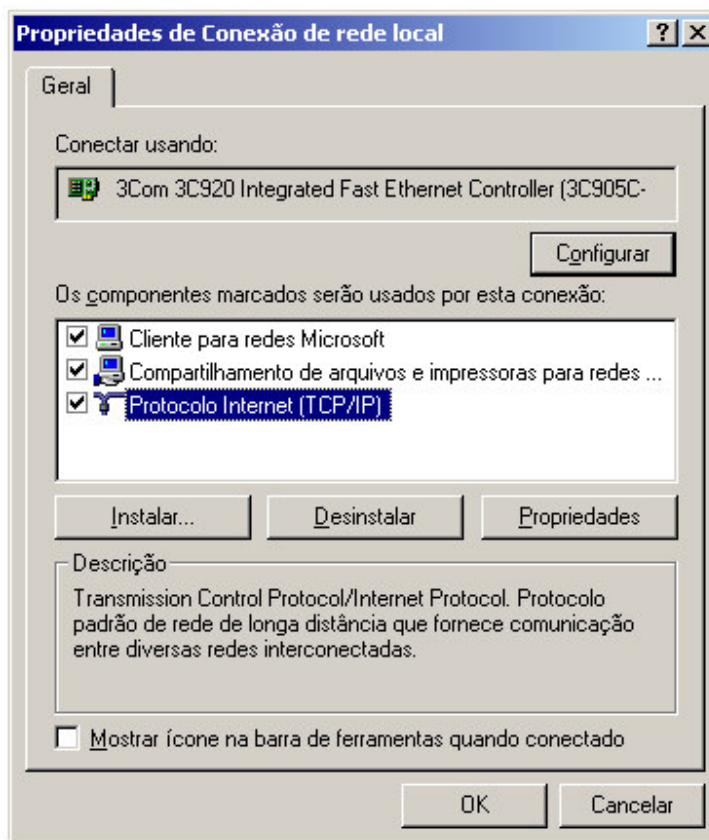 Propriedades de Conexão de rede local
Geral
Conectar usando:
3Com 3C920 Integrated Fast Ethernet Controller (3C905C-
Configurar
Os componentes marcados serão usados por esta conexão:
Cliente para redes Microsoft
Compartilhamento de arquivos e impressoras para redes ...
Protocolo Internet (TCP/IP)
Instalar... Desinstalar Propriedades
Descrição
Transmission Control Protocol/Internet Protocol. Protocolo
padrão de rede de longa distância que fornece comunicação
entre diversas redes interconectadas.
Mostrar ícone na barra de ferramentas quando conectado
OK Cancelar